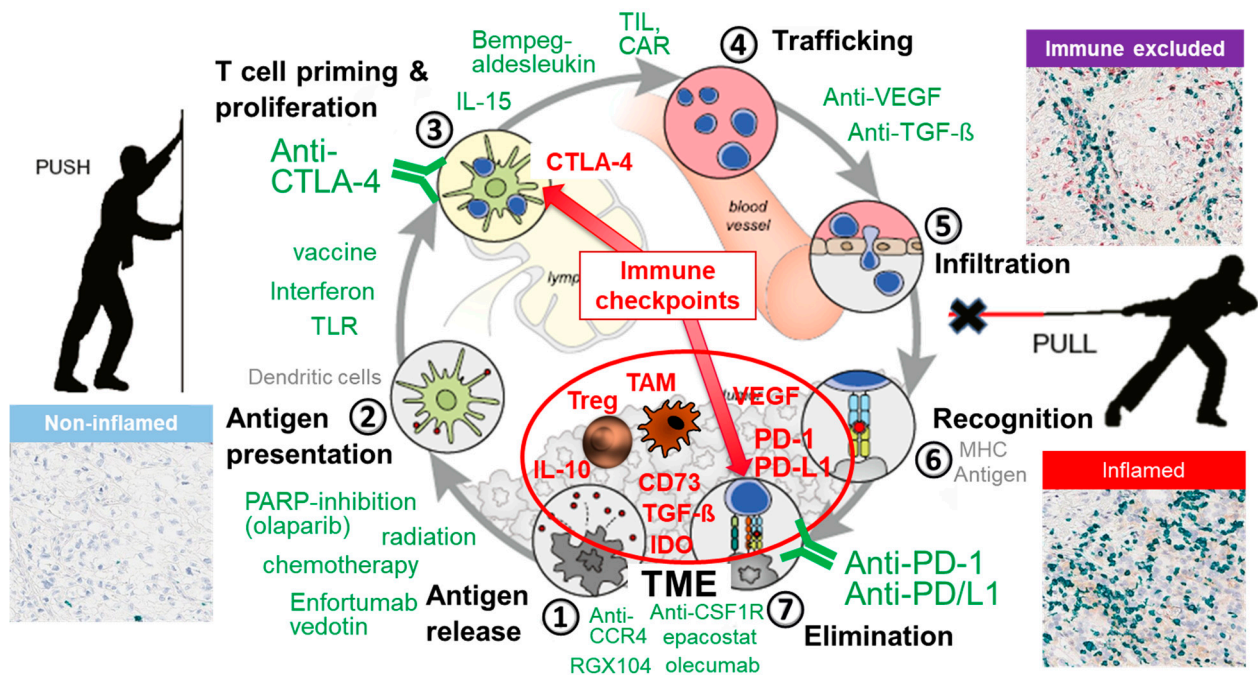 Bempeg-
aldesleukin
TIL,
CAR
④
Trafficking
Immune excluded
T cell priming &
proliferation
IL-15
③
Anti-VEGF
Anti-TGF-ß
PUSH
Anti-
CTLA-4
CTLA-4
blood
vessel
⑤
Infiltration
vaccine
Interferon
TLR
lymp
Immune
checkpoints
PULL
Dendritic cells
②
Antigen
presentation
Non-inflamed
TAM
Treg
VEGF
IL-10
PD-1
PD-L1
CD73
TGF-ß
IDO
Recognition
⑥
MHC
Antigen
Inflamed
PARP-inhibition
(olaparib)
radiation
chemotherapy
Enfortumab
vedotin
Antigen
release
①
TME
Anti-
CCR4
Anti-CSF1R
epacostat
RGX104
olecumab
⑦
Elimination
Anti-PD-1
Anti-PD/L1